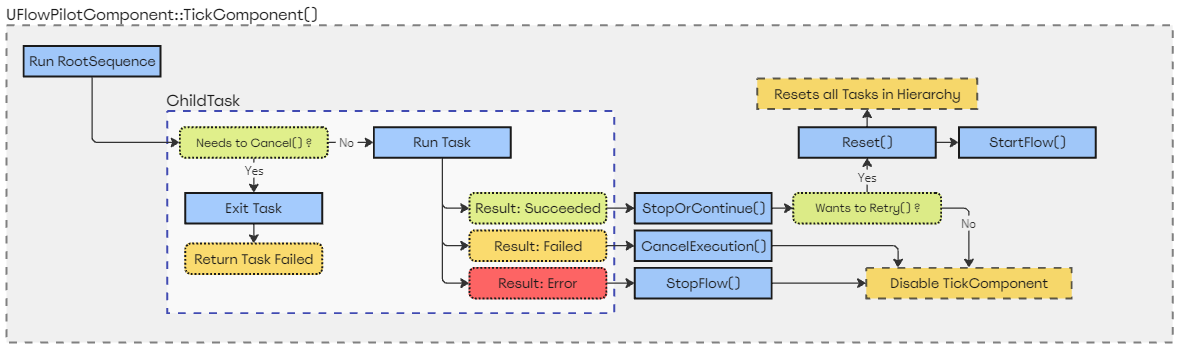 UFlowPilotComponent::TickComponent()
Run RootSequence
ChildTask
Needs to Cancel() ?
No
Run Task
Yes
Exit Task
Return Task Failed
Result: Succeeded
Result: Failed
Result: Error
StopOrContinue()
CancelExecution()
StopFlow()
Resets all Tasks in Hierarchy
Reset()
StartFlow()
Yes
Wants to Retry() ?
No
Disable TickComponent